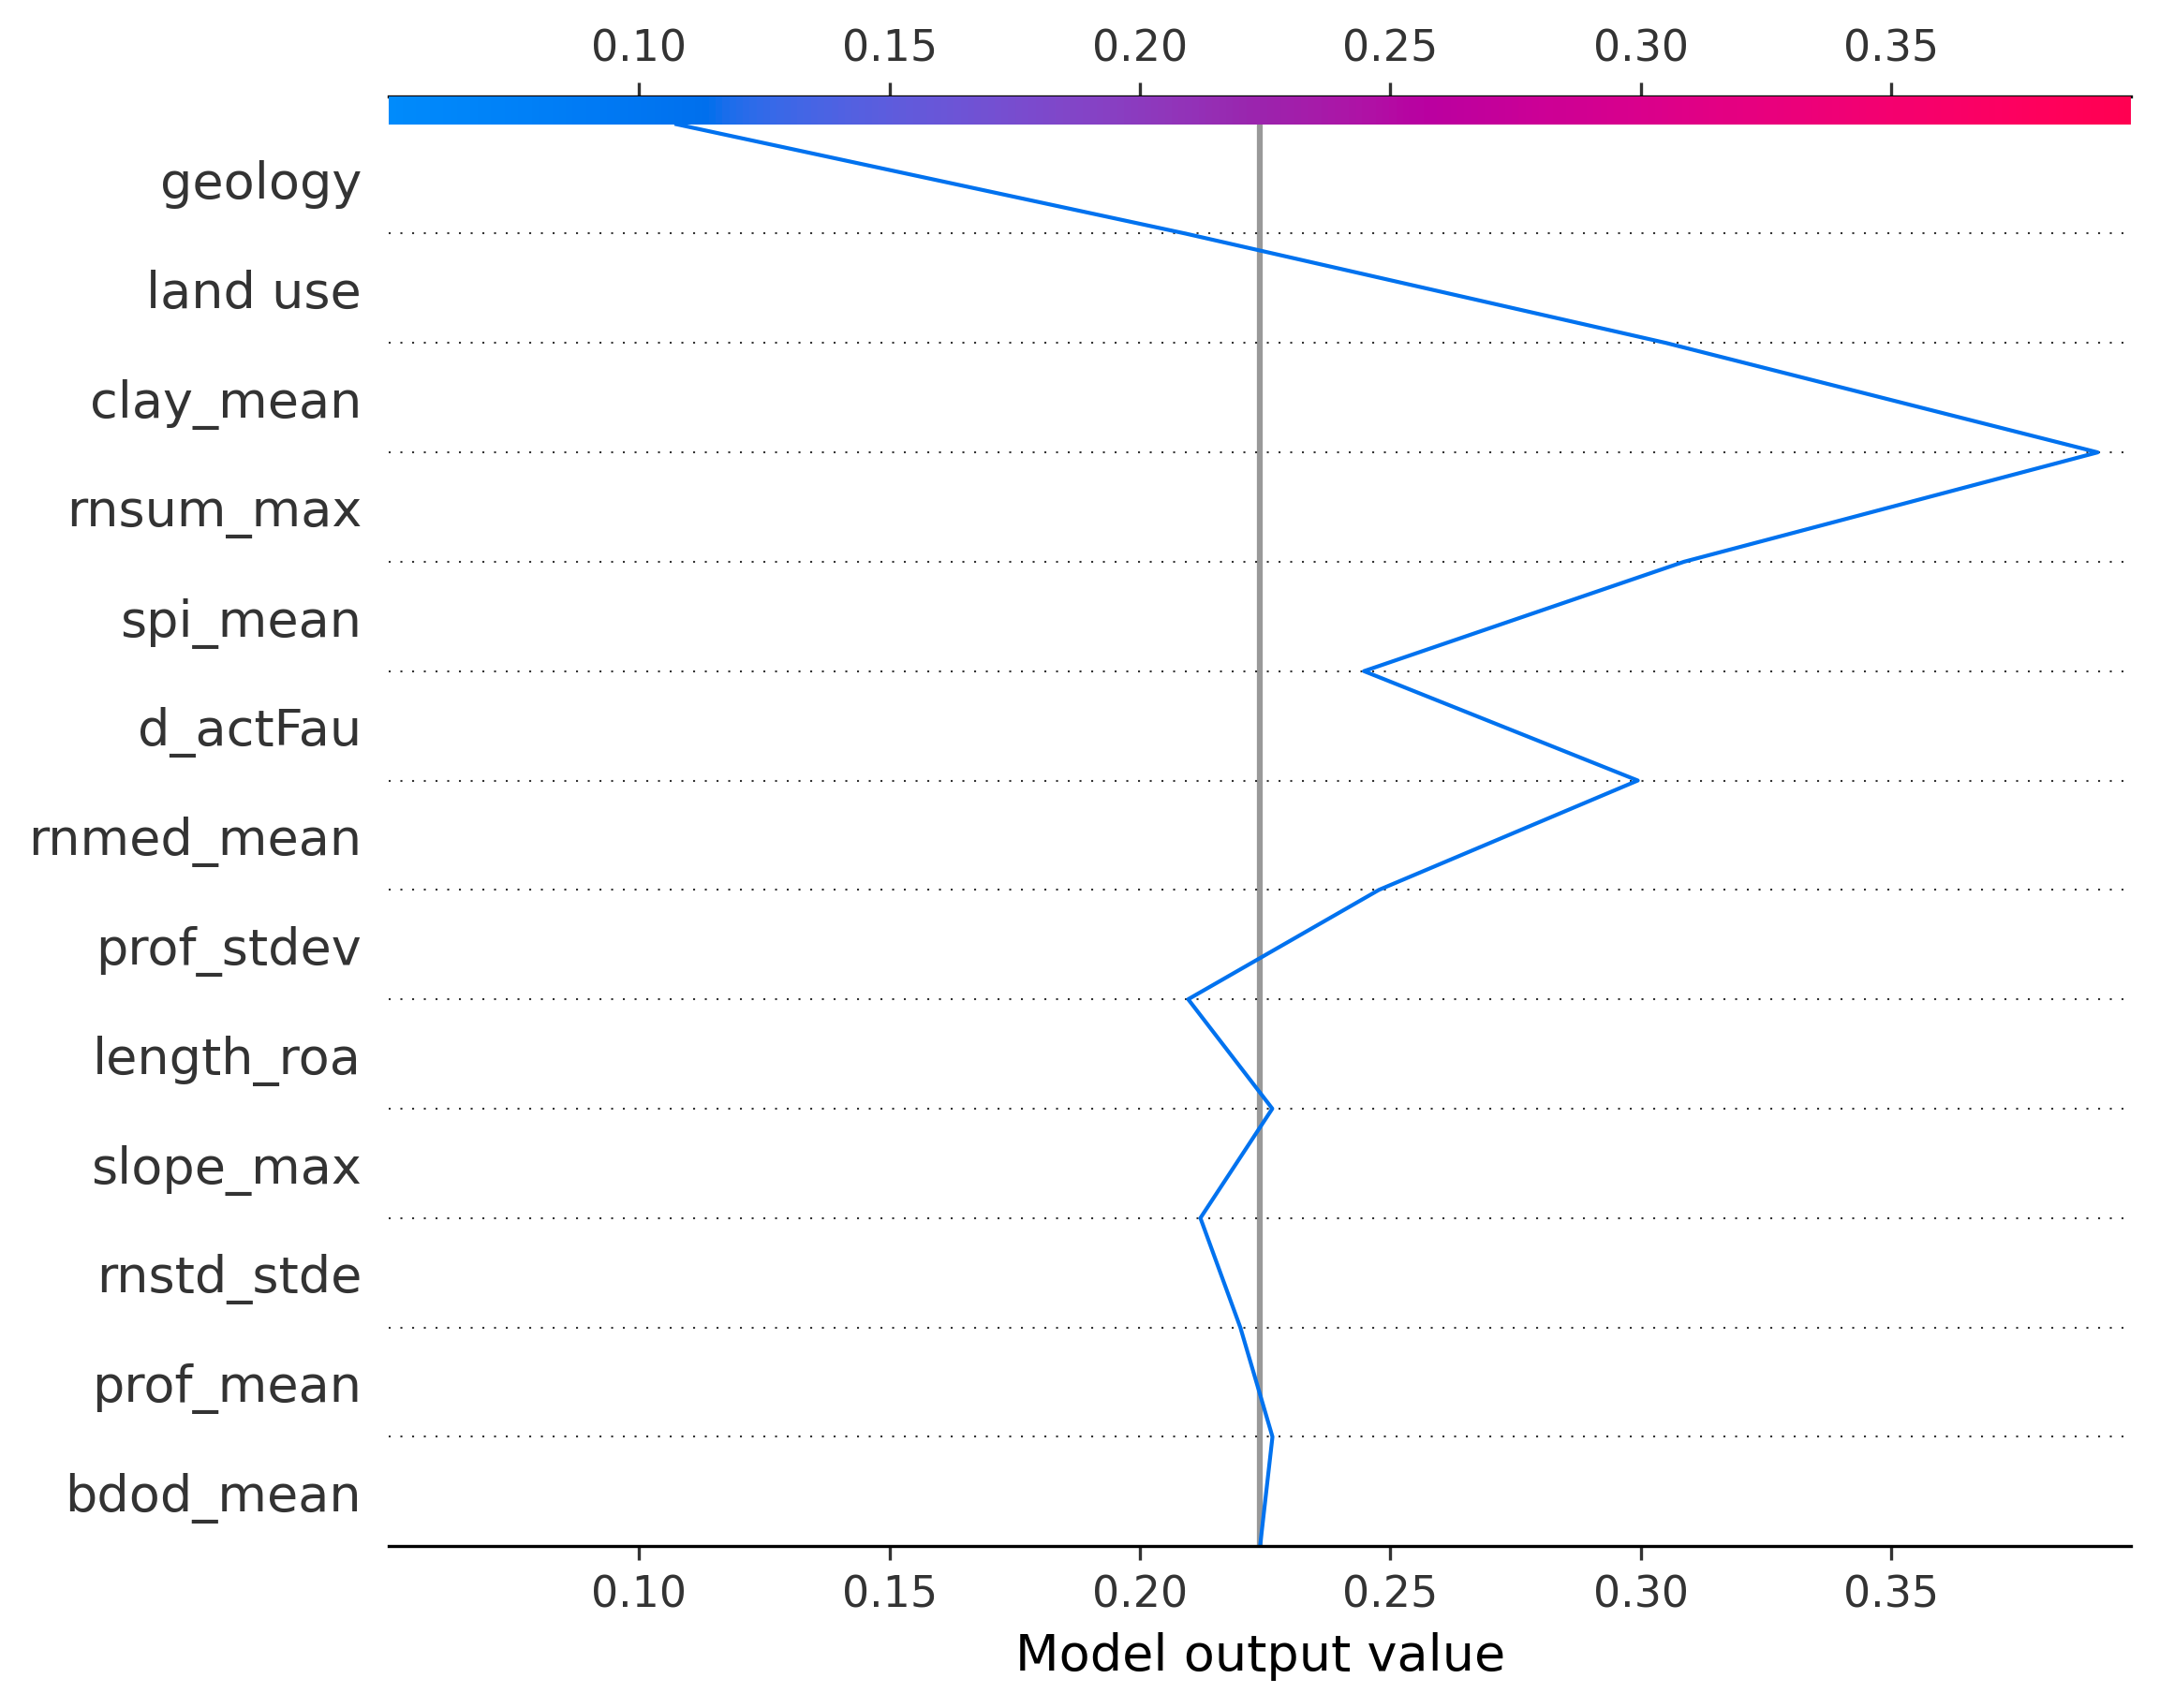 0.10 0.15 0.20 0.25 0.30 0.35
geology
land use
clay_mean
rnsum_max
spi_mean
d_actFau
rnmed_mean
prof_stdev
length_roa
slope_max
rnstd_stde
prof_mean
bdod_mean
0.10 0.15 0.20 0.25 0.30 0.35
Model output value